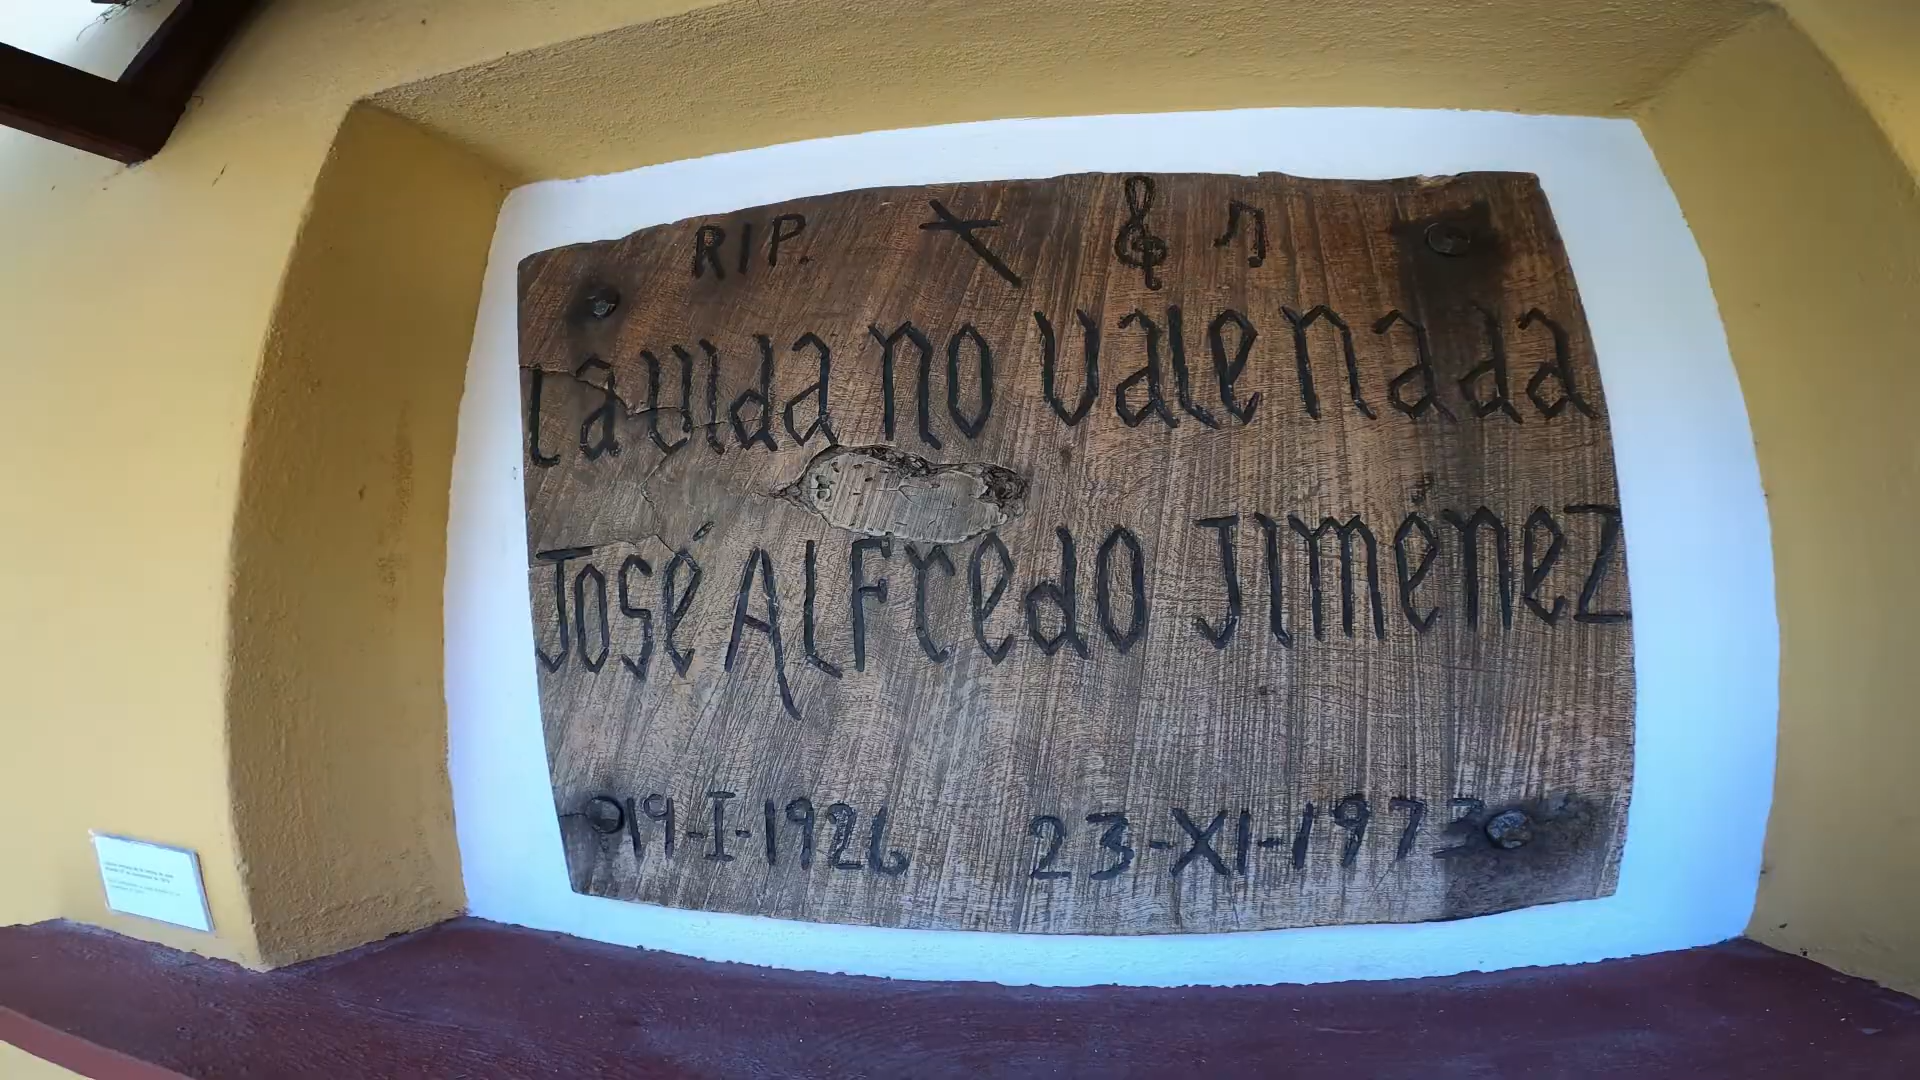 RIP.
La vida no vale nada
José Alfredo Jiménez
19-I-1926 23-XI-1973